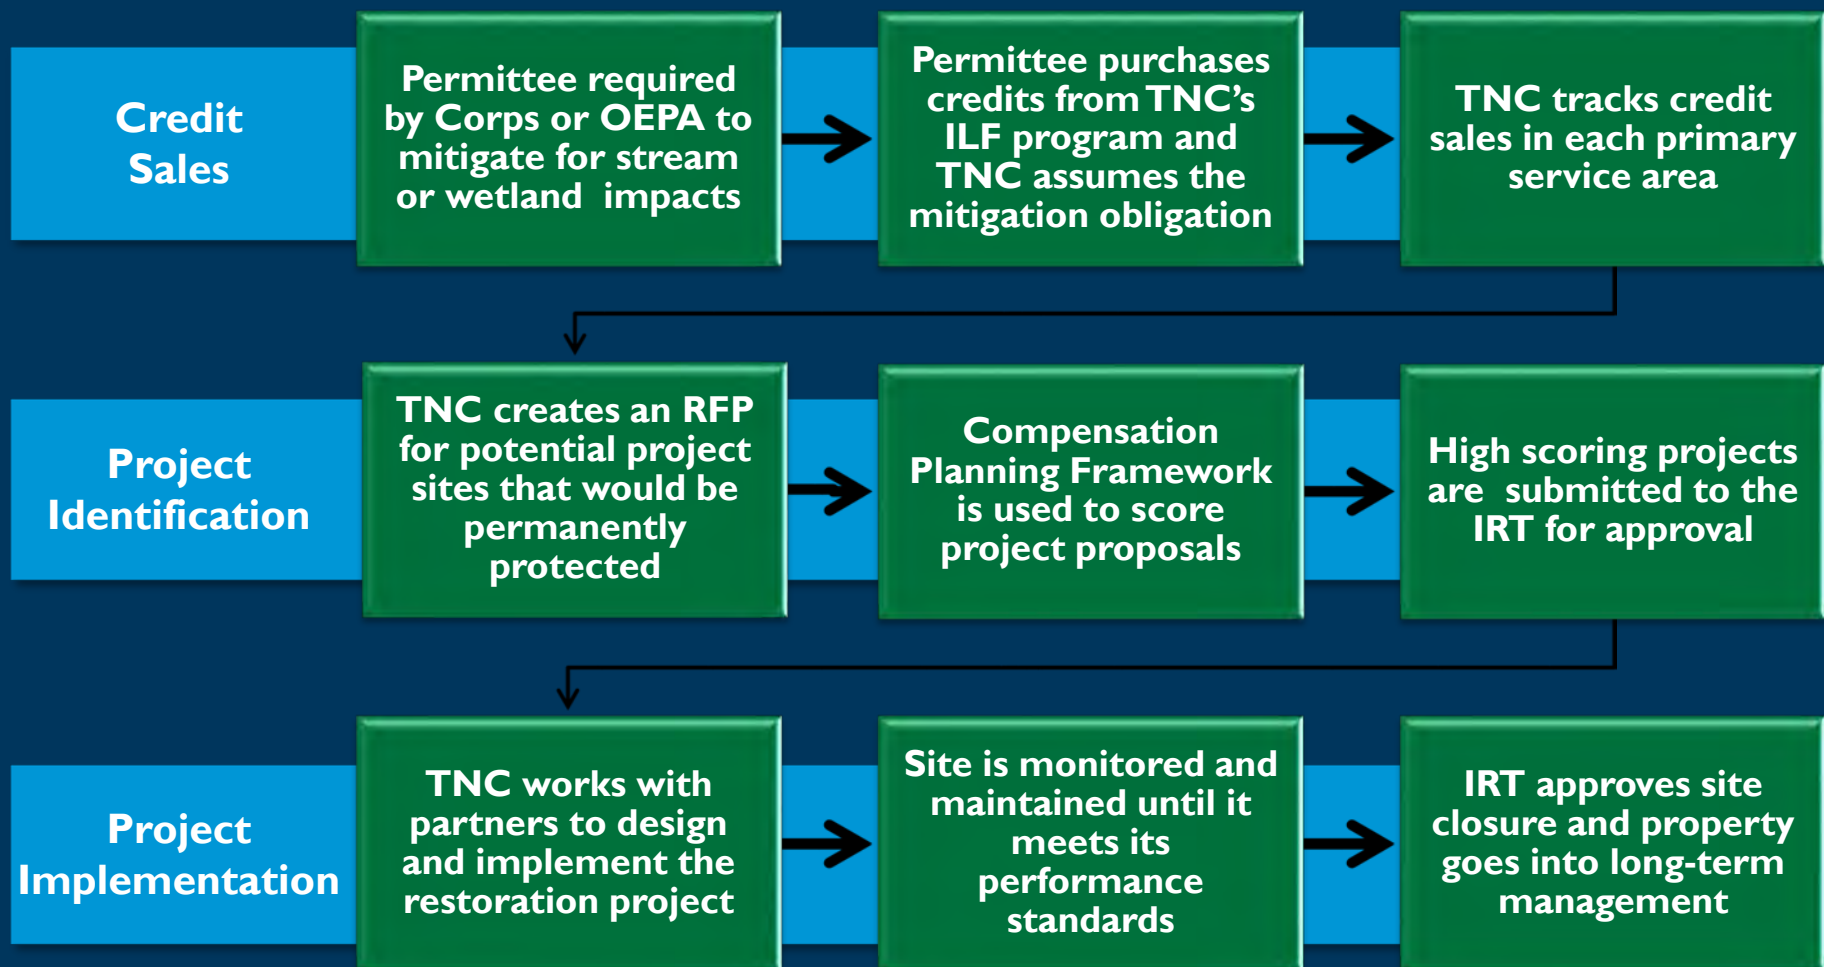 Credit
Sales
Permittee required
by Corps or OEPA to
mitigate for stream
or wetland impacts
Permittee purchases
credits from TNC's
ILF program and
TNC assumes the
mitigation obligation
TNC tracks credit
sales in each primary
service area
Project
Identification
TNC creates an RFP
for potential project
sites that would be
permanently
protected
Compensation
Planning Framework
is used to score
project proposals
High scoring projects
are submitted to the
IRT for approval
Project
Implementation
TNC works with
partners to design
and implement the
restoration project
Site is monitored and
maintained until it
meets its
performance
standards
IRT approves site
closure and property
goes into long-term
management